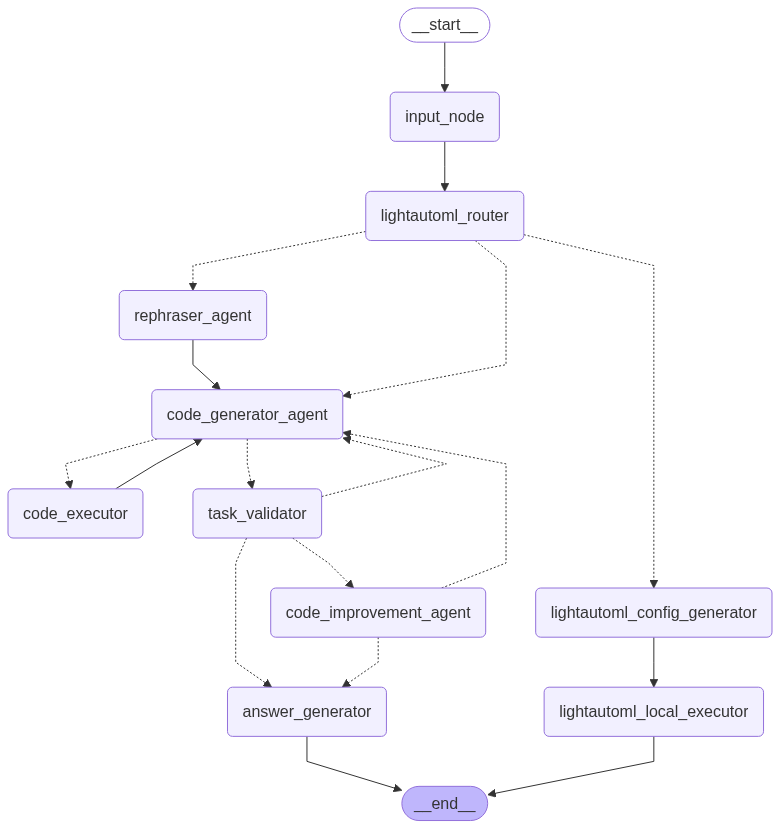 __start__
input_node
lightautoml_router
rephraser_agent
code_generator_agent
code_executor
task_validator
code_improvement_agent
lightautoml_config_generator
answer_generator
lightautoml_local_executor
__end__